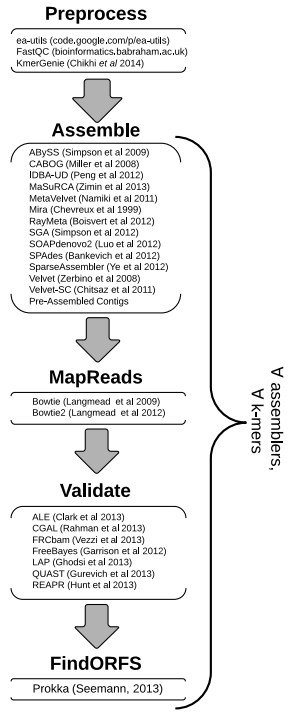 Preprocess
ea-utils (code.google.com/p/ea-utils)
FastQC (bioinformatics.babraham.ac.uk)
KmerGenie (Chikhi et al 2014)
Assemble
ABySS (Simpson et al 2009)
CABOG (Miller et al 2008)
IDBA-UD (Peng et al 2012)
MaSuRCA (Zimin et al 2013)
MetaVelvet (Namiki et al 2011)
Mira (Chevreux et al 1999)
RayMeta (Boisvert et al 2012)
SGA (Simpson et al 2012)
SOAPdenovo2 (Luo et al 2012)
SPAdes (Bankevich et al 2012)
SparseAssembler (Ye et al 2012)
Velvet (Zerbino et al 2008)
Velvet-SC (Chitsaz et al 2011)
Pre-Assembled Contigs
MapReads
Bowtie (Langmead et al 2009)
Bowtie2 (Langmead et al 2012)
∀ assemblers,
∀ k-mers
Validate
ALE (Clark et al 2013)
CGAL (Rahman et al 2013)
FRCbam (Vezzi et al 2013)
FreeBayes (Garrison et al 2012)
LAP (Ghodsi et al 2013)
QUAST (Gurevich et al 2013)
REAPR (Hunt et al 2013)
FindORFS
Prokka (Seemann, 2013)